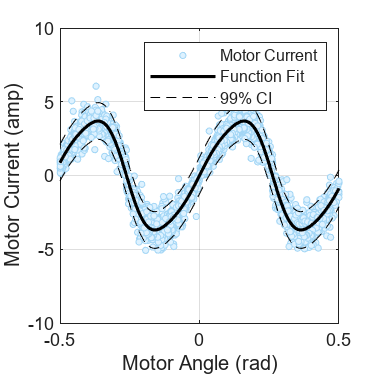 10
Motor Current
Function Fit
99% CI
5
0
-5
-10
Motor Current (amp)
-0.5
0
0.5
Motor Angle (rad)